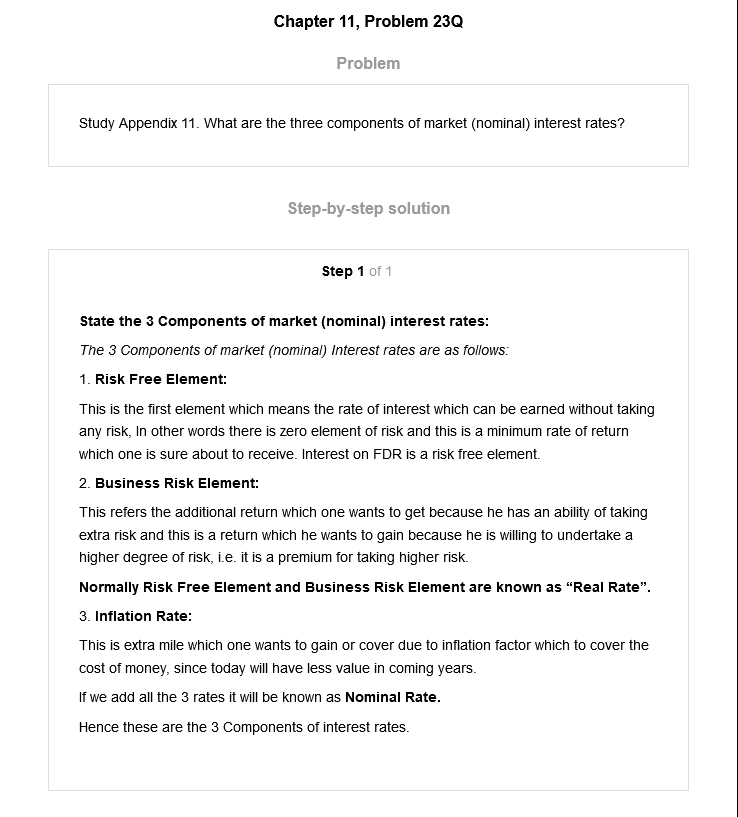 Chapter 11, Problem 23Q
Problem
Study Appendix 11. What are the three components of market (nominal) interest rates?
Step-by-step solution
Step 1 of 1
State the 3 Components of market (nominal) interest rates:
The 3 Components of market (nominal) Interest rates are as follows:
1. Risk Free Element:
This is the first element which means the rate of interest which can be earned without taking
any risk, In other words there is zero element of risk and this is a minimum rate of return
which one is sure about to receive. Interest on FDR is a risk free element.
2. Business Risk Element:
This refers the additional return which one wants to get because he has an ability of taking
extra risk and this is a return which he wants to gain because he is willing to undertake a
higher degree of risk, i.e. it is a premium for taking higher risk.
Normally Risk Free Element and Business Risk Element are known as “Real Rate”.
3. Inflation Rate:
This is extra mile which one wants to gain or cover due to inflation factor which to cover the
cost of money, since today will have less value in coming years.
If we add all the 3 rates it will be known as Nominal Rate.
Hence these are the 3 Components of interest rates.